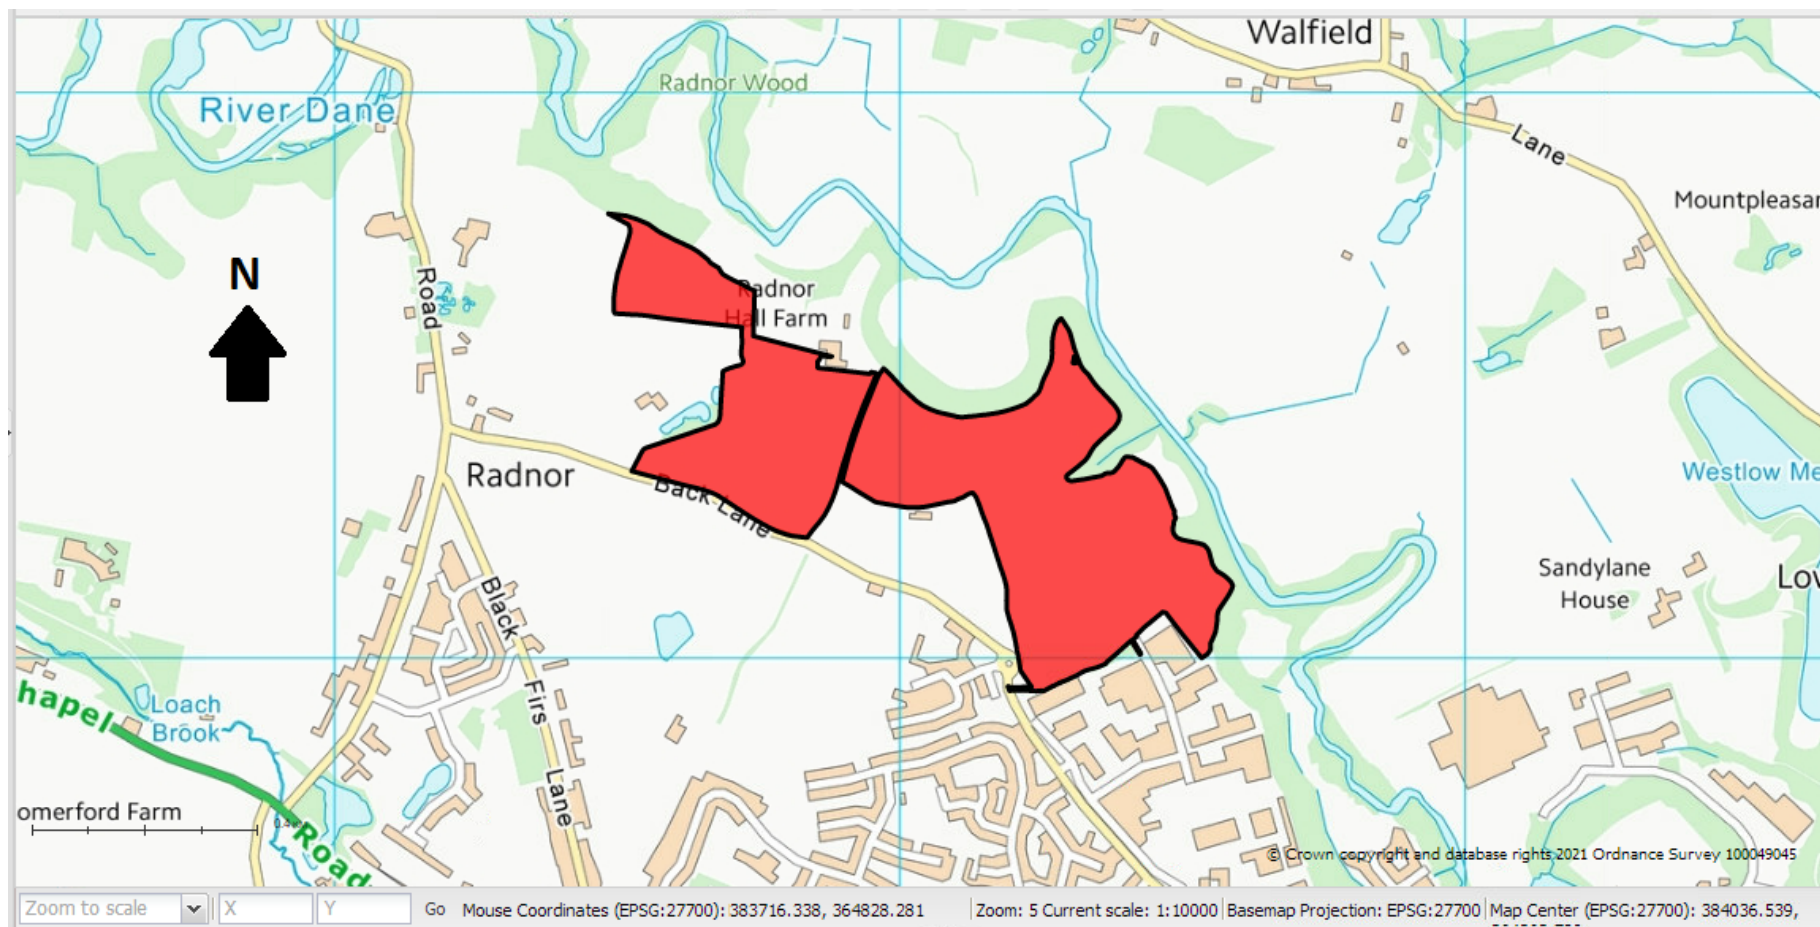 Walfield
Radnor Wood
River Dane
Lane
Mountpleasan
N
Road
Radnor
Hall Farm
Radnor
Back Lane
Westlow Me
Sandylane
House
Low
Black
Firs
Lane
hapel
Loach
Brook
omerford Farm
Road
© Crown copyright and database rights 2021 Ordnance Survey 100049045
Zoom to scale X Y Go Mouse Coordinates (EPSG:27700): 383716.338, 364828.281 Zoom: 5 Current scale: 1:10000 Basemap Projection: EPSG:27700 Map Center (EPSG:27700): 384036.539,